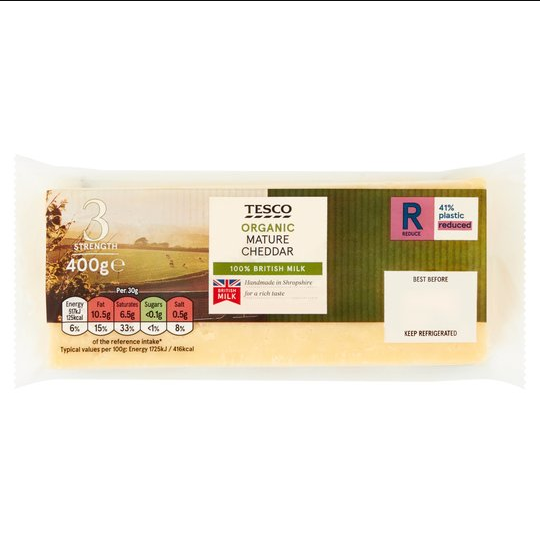 3
STRENGTH
400g℮
TESCO
ORGANIC
MATURE
CHEDDAR
100% BRITISH MILK
BRITISH
MILK
Handmade in Shropshire
for a rich taste
R
REDUCE
41%
plastic
reduced
BEST BEFORE
KEEP REFRIGERATED
Per 30g
Energy Fat Saturates Sugars Salt
517kJ
125kcal 10.5g 6.5g <0.1g 0.5g
6% 15% 33% <1% 8%
of the reference intake*
Typical values per 100g: Energy 1725kJ / 416kcal